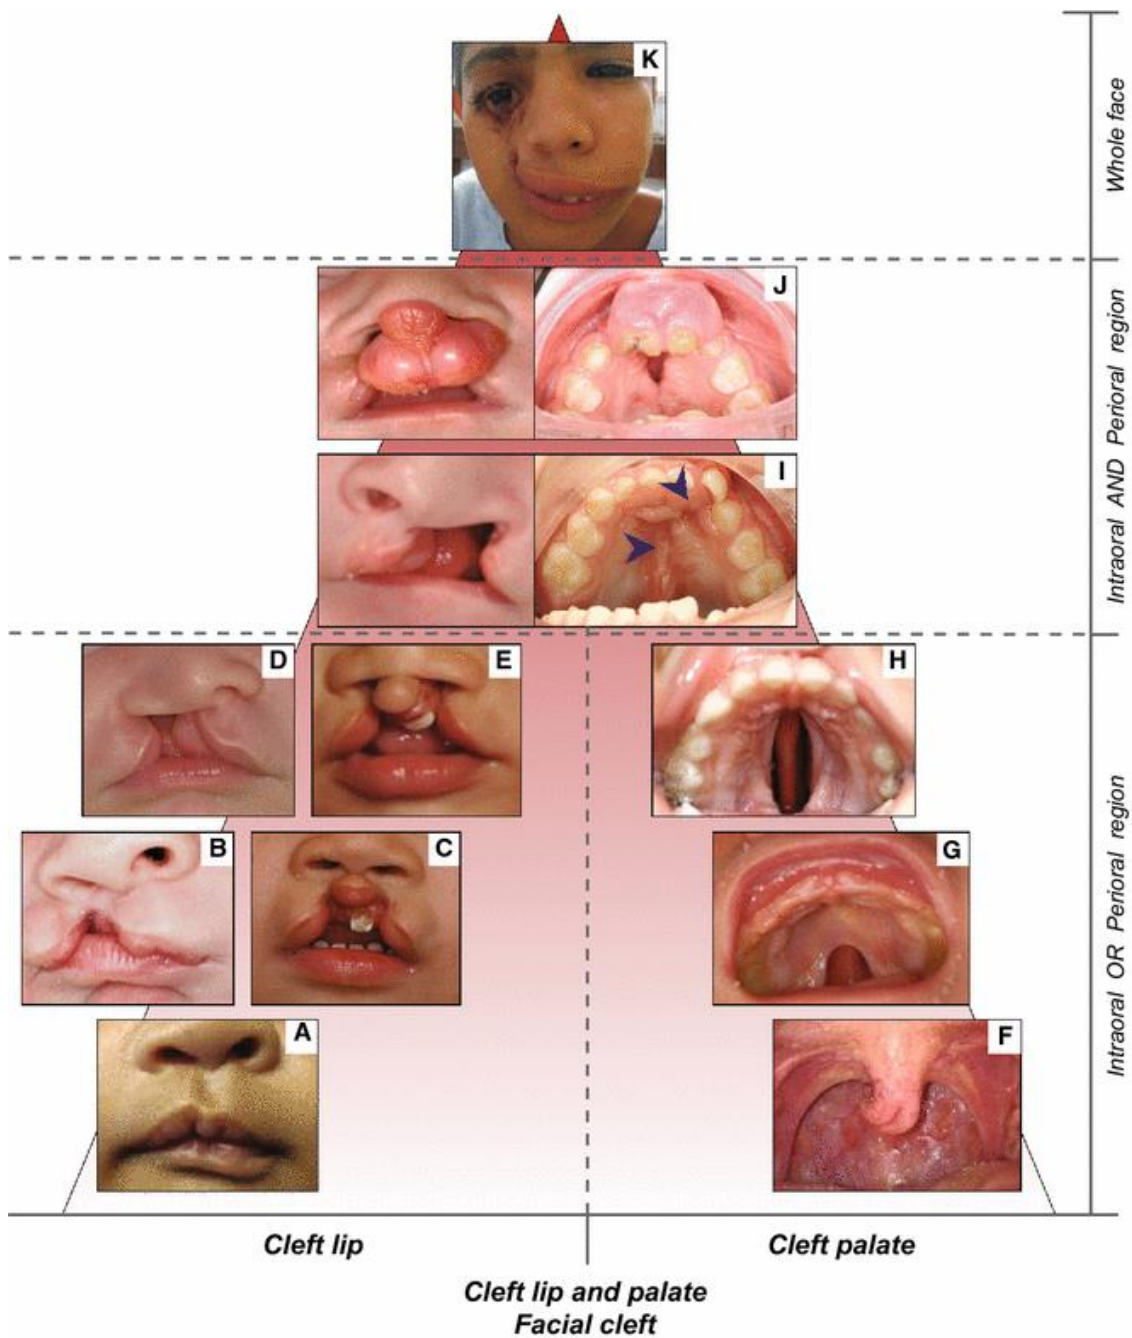 K
Whole face
J
Intraoral AND Perioral region
I
D
E
H
B
C
G
Intraoral OR Perioral region
A
F
Cleft lip
Cleft palate
Cleft lip and palate
Facial cleft